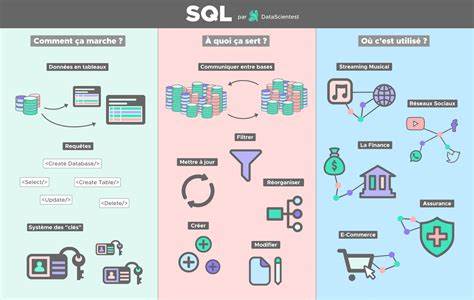 SQL par DataScientest
Comment ça marche ?
Données en tableaux
Requêtes
<Create Database/>
<Select/>
<Create Table/>
<Update/>
<Delete/>
Système des "clés"
À quoi ça sert ?
Communiquer entre bases
Filtrer
Mettre à jour
Réorganiser
Créer
Modifier
Où c'est utilisé ?
Streaming Musical
Réseaux Sociaux
La Finance
Assurance
E-Commerce